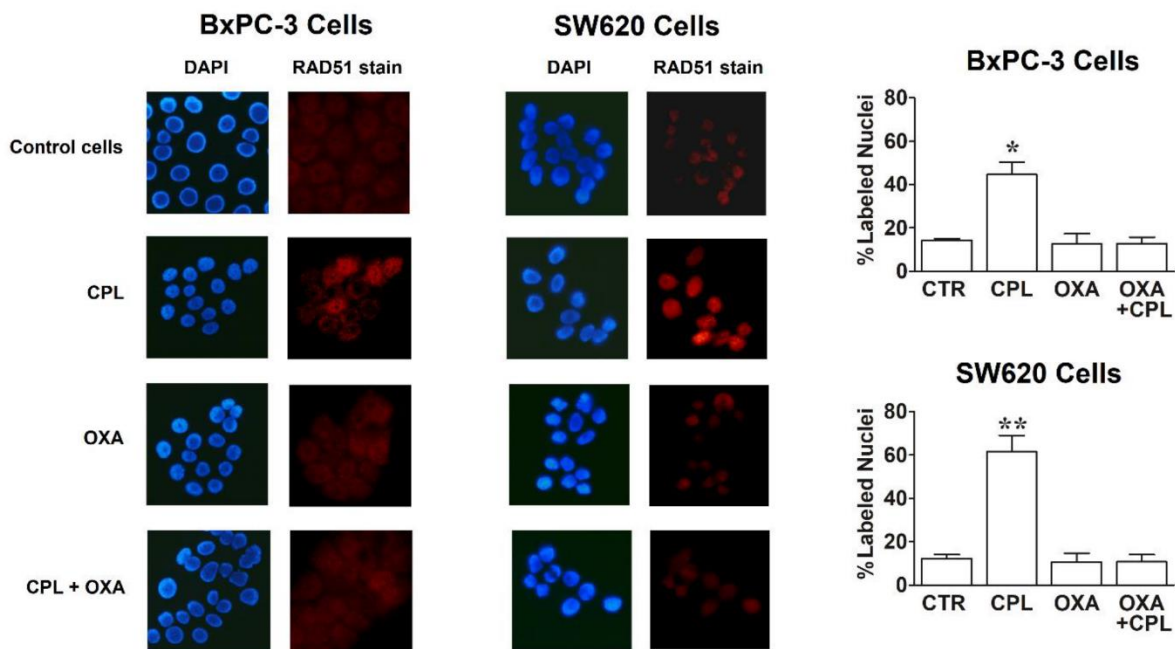 BxPC-3 Cells
SW620 Cells
DAPI
RAD51 stain
DAPI
RAD51 stain
Control cells
CPL
OXA
CPL + OXA
BxPC-3 Cells
% Labeled Nuclei
80
60
40
20
0
*
CTR
CPL
OXA
OXA
+CPL
SW620 Cells
% Labeled Nuclei
80
60
40
20
0
**
CTR
CPL
OXA
OXA
+CPL